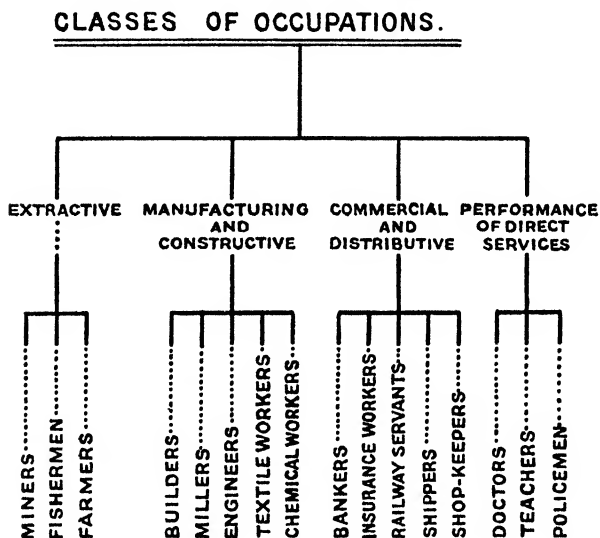 CLASSES OF OCCUPATIONS.
EXTRACTIVE
MANUFACTURING
AND
CONSTRUCTIVE
COMMERCIAL
AND
DISTRIBUTIVE
PERFORMANCE
OF DIRECT
SERVICES
MINERS
FISHERMEN
FARMERS
BUILDERS
MILLERS
ENGINEERS
TEXTILE WORKERS
CHEMICAL WORKERS
BANKERS
INSURANCE WORKERS
RAILWAY SERVANTS
SHIPPERS
SHOP-KEEPERS
DOCTORS
TEACHERS
POLICEMEN